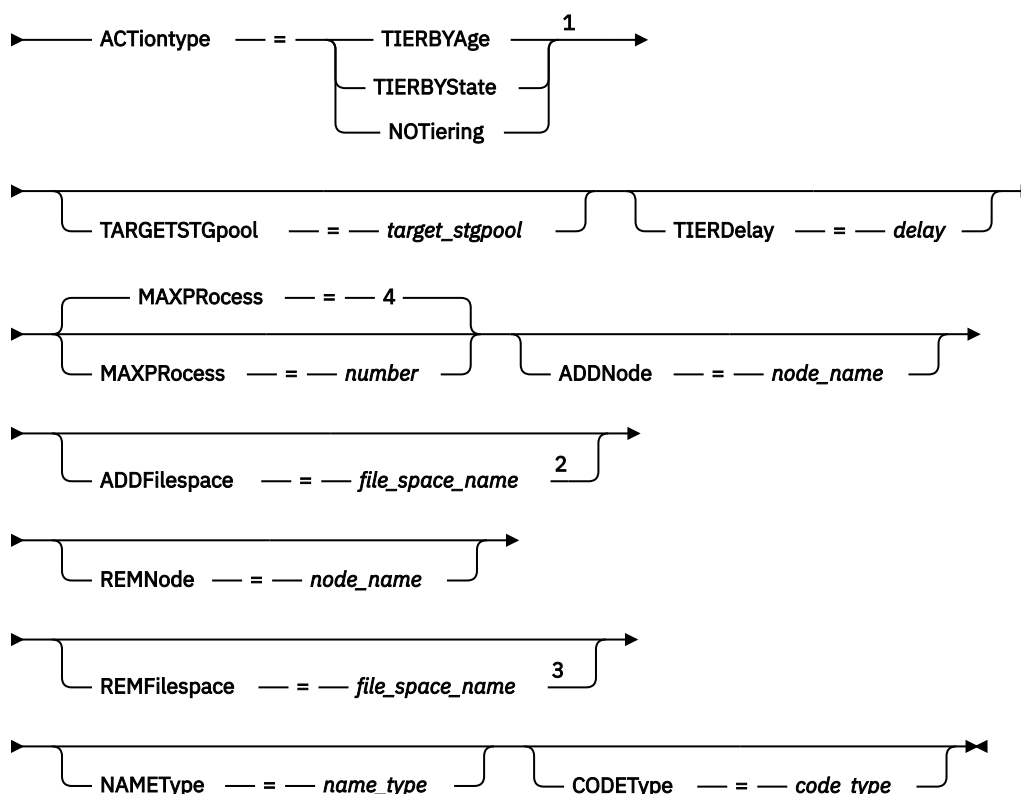 ACTiontype = TIERBYAge 1
TIERBYState
NOTiering
TARGETSTGpool = target_stgpool TIERDelay = delay
MAXPRocess = 4
MAXPRocess = number ADDNode = node_name
ADDFilespace = file_space_name 2
REMNode = node_name
REMFilespace = file_space_name 3
NAMEType = name_type CODEType = code_type